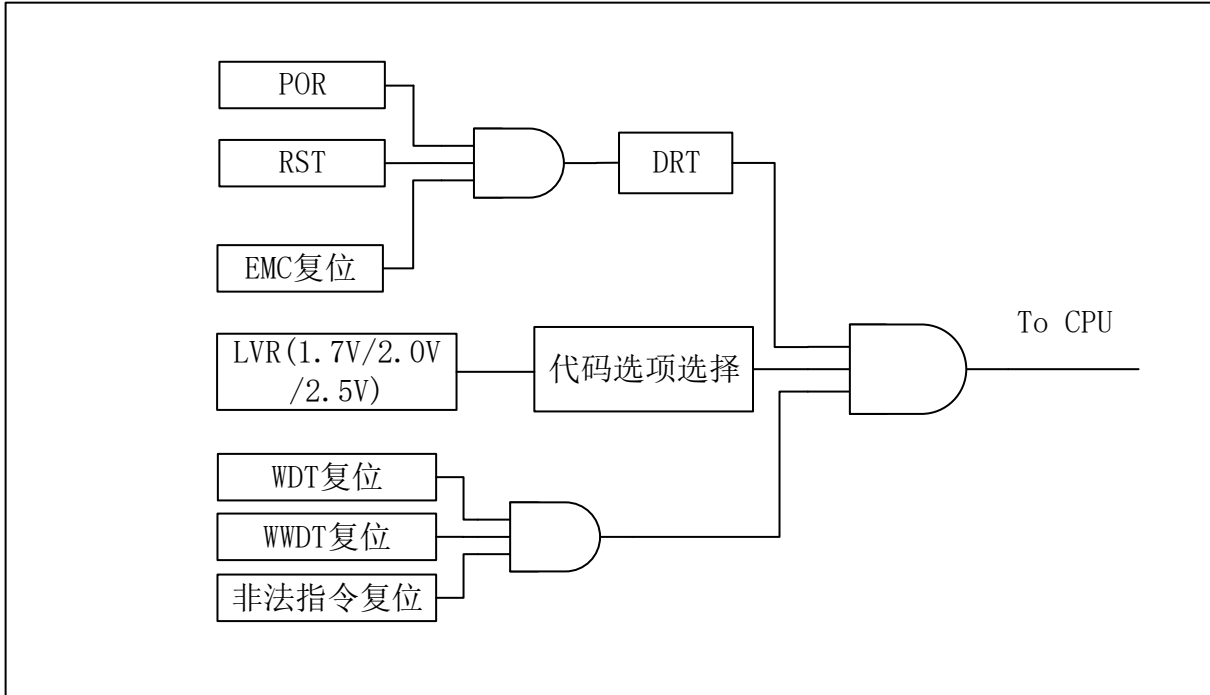 POR
RST
DRT
EMC复位
To CPU
LVR(1.7V/2.0V
/2.5V)
代码选项选择
WDT复位
WWDT复位
非法指令复位